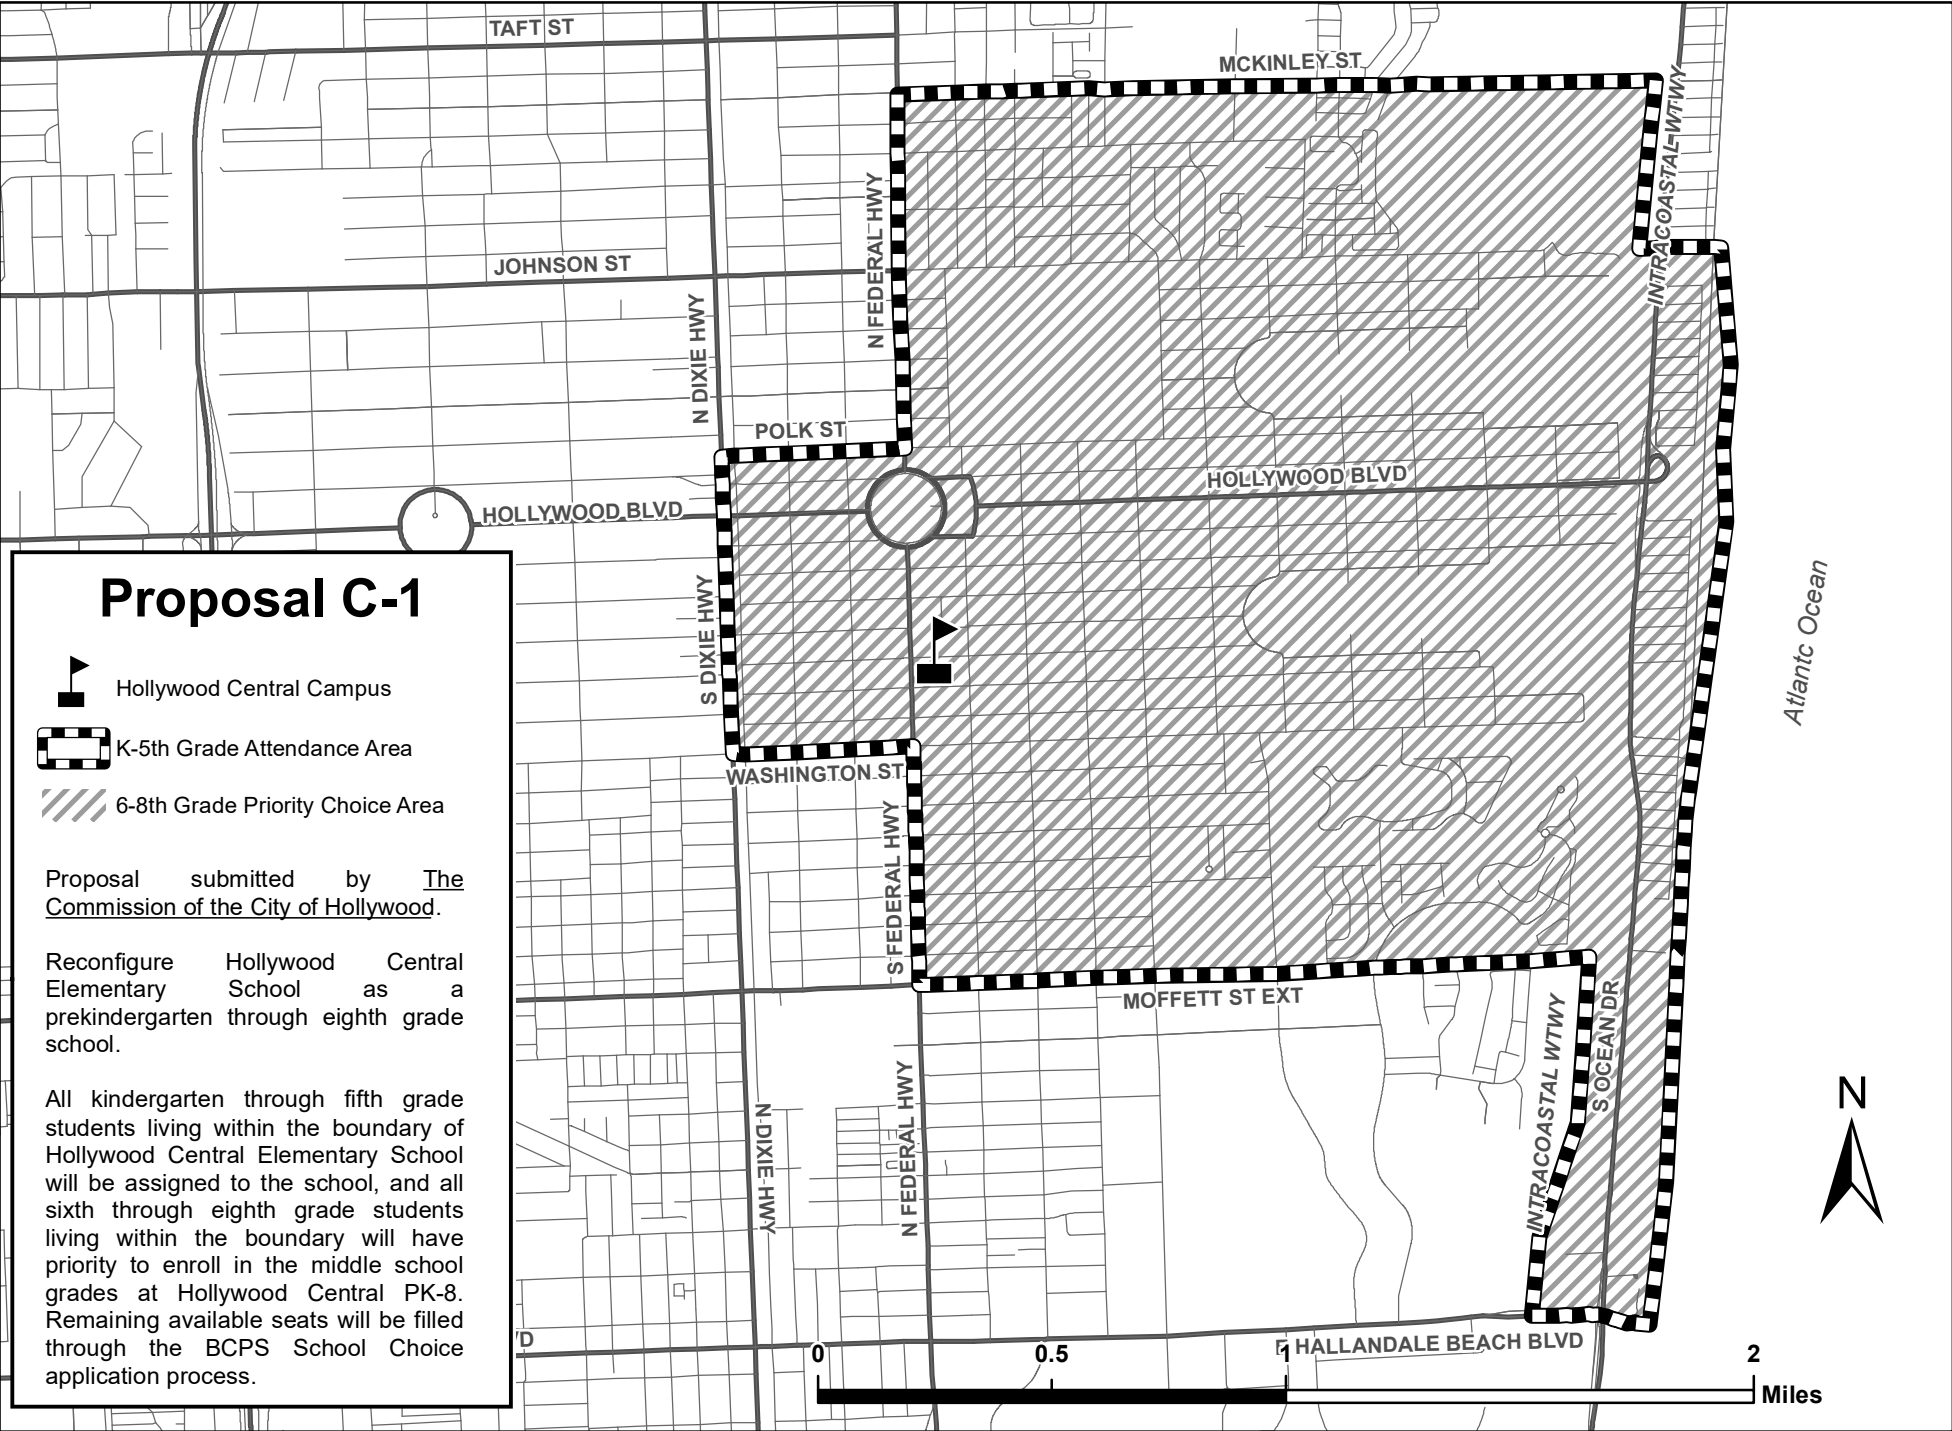 TAFT ST
MCKINLEY ST
INTRACOASTAL WTWY
N FEDERAL HWY
JOHNSON ST
N DIXIE HWY
POLK ST
HOLLYWOOD BLVD
HOLLYWOOD BLVD
S DIXIE HWY
WASHINGTON ST
S FEDERAL HWY
MOFFETT ST EXT
Atlantc Ocean
INTRACOASTAL WTWY
S OCEAN DR
N DIXIE HWY
N FEDERAL HWY
E HALLANDALE BEACH BLVD
VD
N
0 0.5 1 2
Miles
Proposal C-1
Hollywood Central Campus
K-5th Grade Attendance Area
6-8th Grade Priority Choice Area
Proposal submitted by The
Commission of the City of Hollywood.
Reconfigure Hollywood Central
Elementary School as a
prekindergarten through eighth grade
school.
All kindergarten through fifth grade
students living within the boundary of
Hollywood Central Elementary School
will be assigned to the school, and all
sixth through eighth grade students
living within the boundary will have
priority to enroll in the middle school
grades at Hollywood Central PK-8.
Remaining available seats will be filled
through the BCPS School Choice
application process.